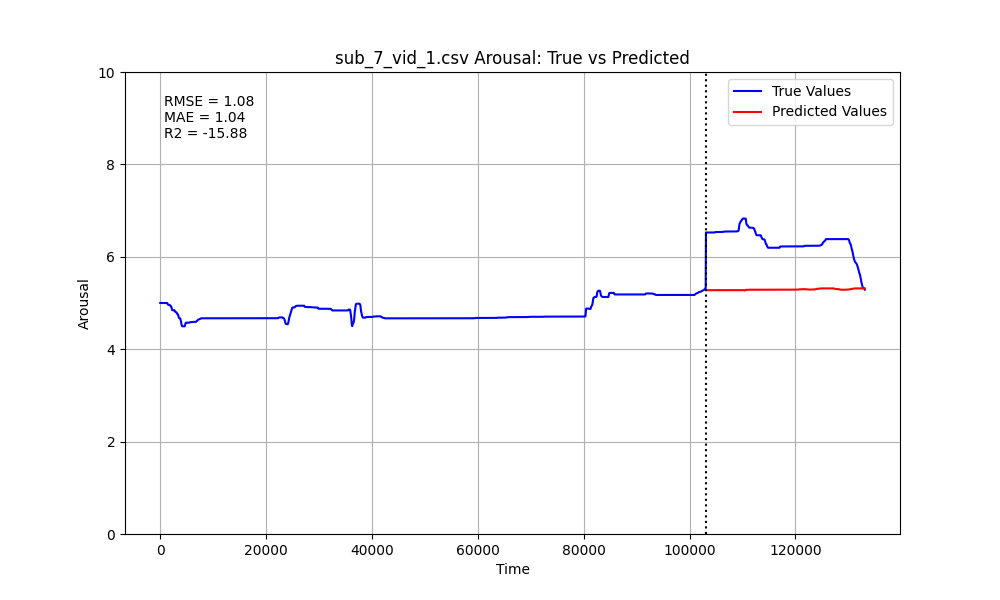 sub_7_vid_1.csv Arousal: True vs Predicted
RMSE = 1.08
MAE = 1.04
R2 = -15.88
True Values
Predicted Values
10
8
6
4
2
0
Arousal
0
20000
40000
60000
80000
100000
120000
Time